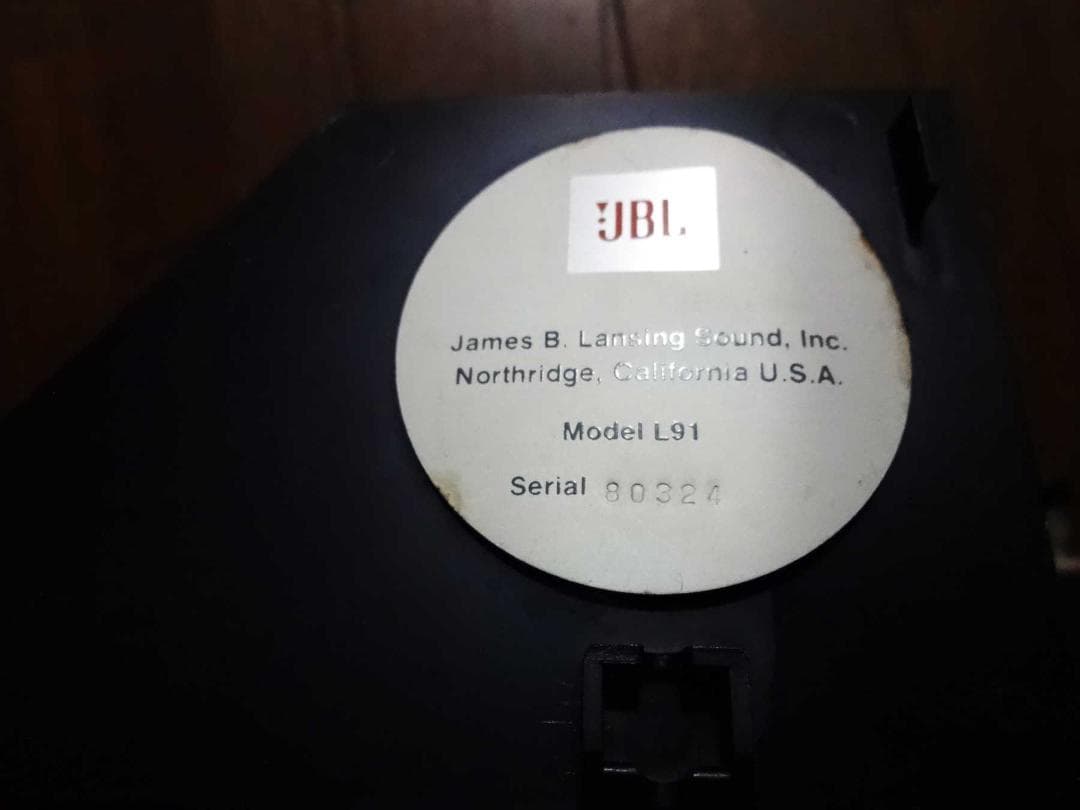 JBL
James B. Lansing Sound, Inc.
Northridge, California U.S.A.
Model L91
Serial 80324